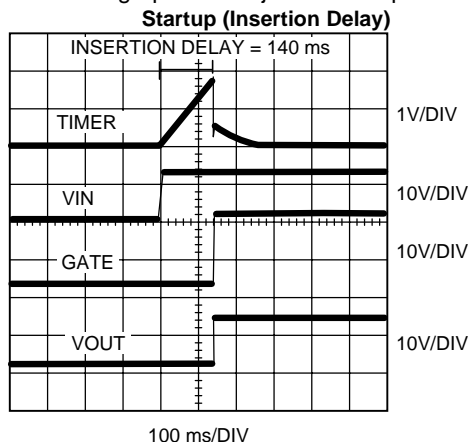 Startup (Insertion Delay)
INSERTION DELAY = 140 ms
TIMER
1V/DIV
VIN
10V/DIV
GATE
10V/DIV
VOUT
10V/DIV
100 ms/DIV